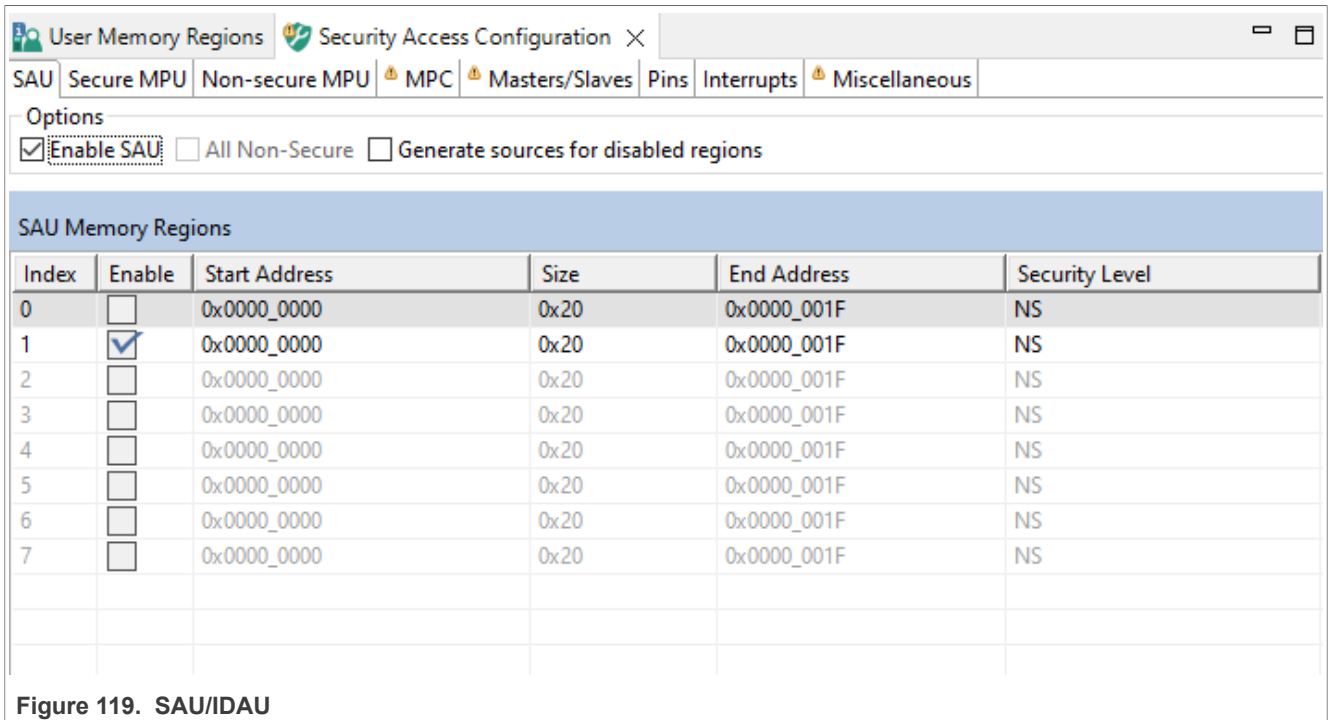 User Memory Regions Security Access Configuration
SAU Secure MPU Non-secure MPU MPC Masters/Slaves Pins Interrupts Miscellaneous
Options
Enable SAU All Non-Secure Generate sources for disabled regions
SAU Memory Regions
Index Enable Start Address Size End Address Security Level
0 0x0000_0000 0x20 0x0000_001F NS
1 0x0000_0000 0x20 0x0000_001F NS
2 0x0000_0000 0x20 0x0000_001F NS
3 0x0000_0000 0x20 0x0000_001F NS
4 0x0000_0000 0x20 0x0000_001F NS
5 0x0000_0000 0x20 0x0000_001F NS
6 0x0000_0000 0x20 0x0000_001F NS
7 0x0000_0000 0x20 0x0000_001F NS
Figure 119. SAU/IDAU